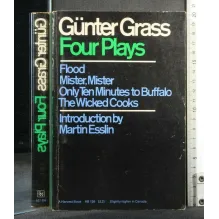 Günter Grass
Four Plays
Flood
Mister, Mister
Only Ten Minutes to Buffalo
The Wicked Cooks
Introduction by
Martin Esslin
Günter Grass
Four Plays